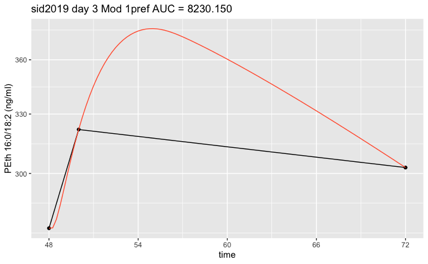 sid2019 day 3 Mod 1pref AUC = 8230.150
PEth 16:0/18:2 (ng/ml)
360
330
300
48
54
60
66
72
time